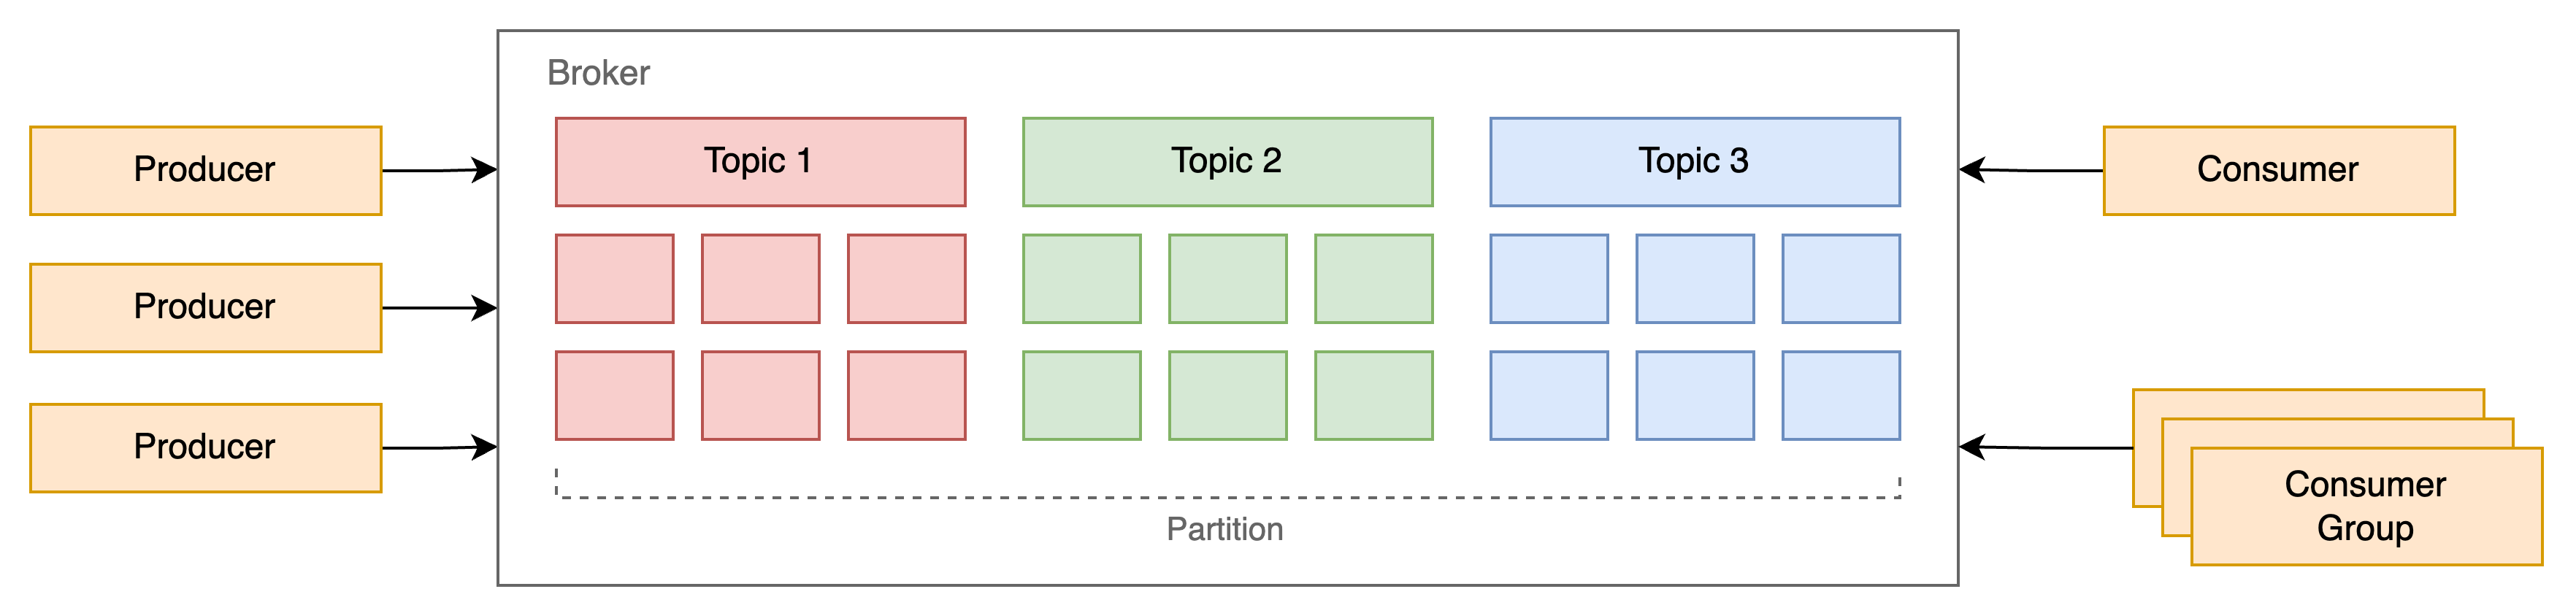 Broker
Producer
Topic 1
Topic 2
Topic 3
Consumer
Producer
Producer
Consumer
Group
Partition